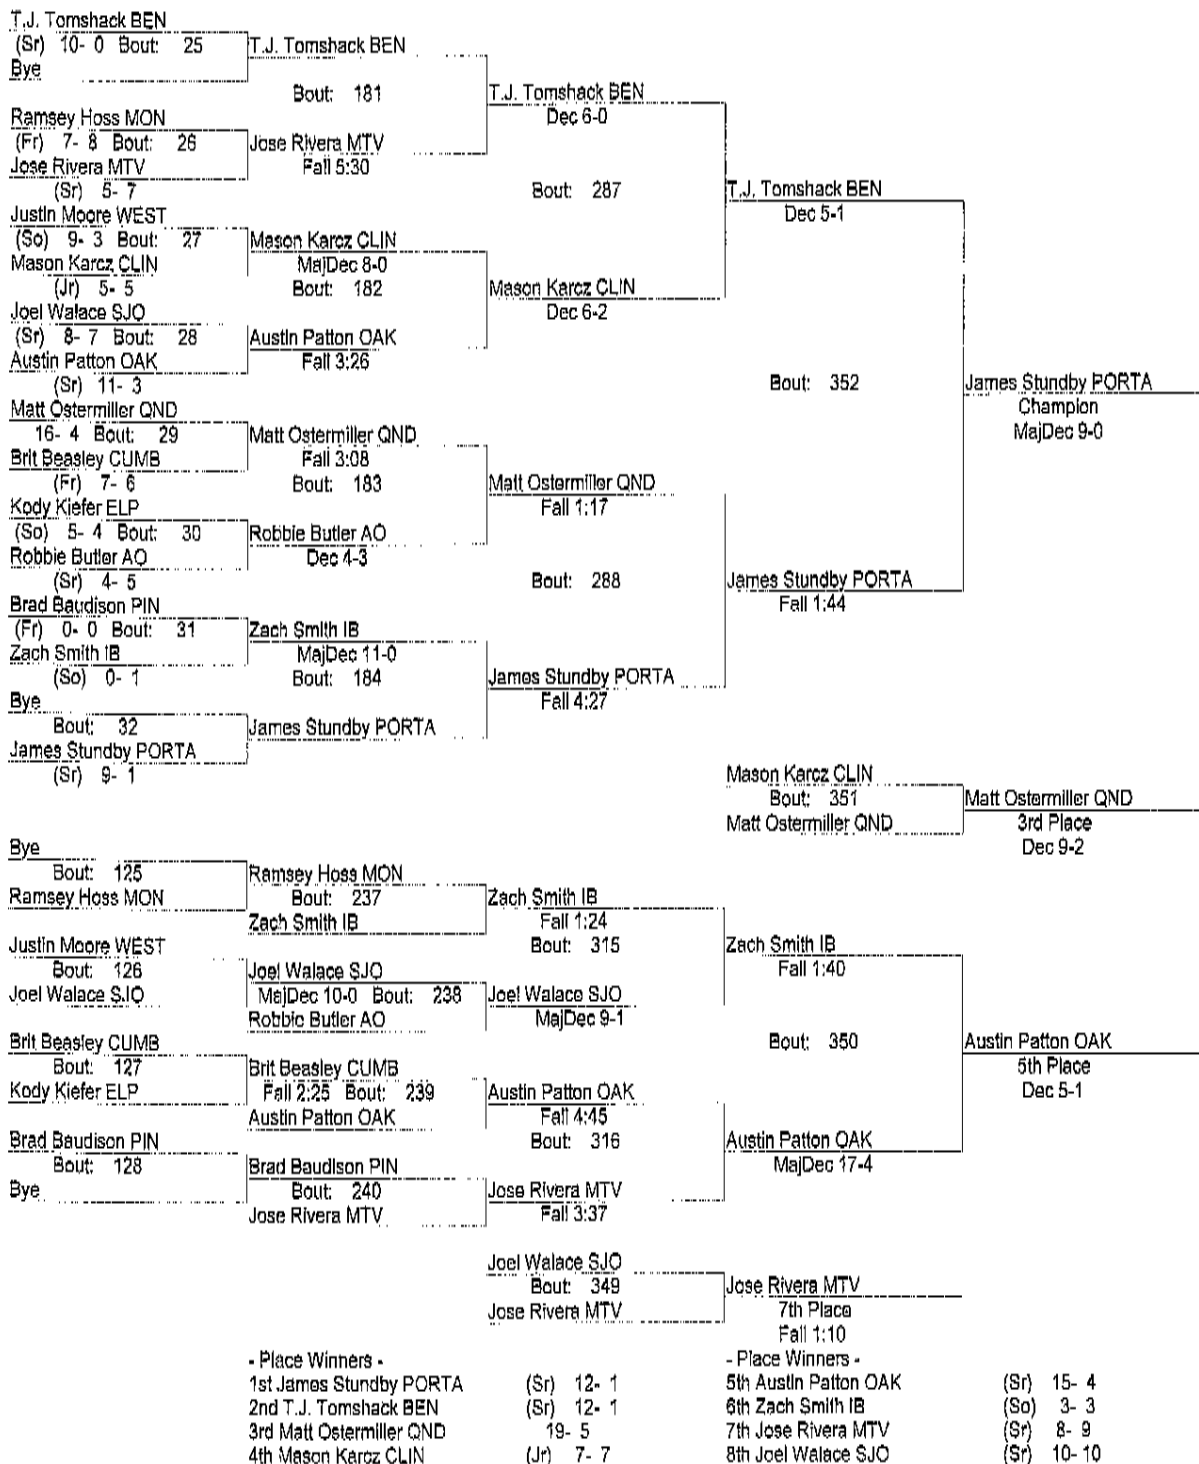 T.J. Tomshack BEN
(Sr) 10- 0 Bout: 25
Bye
T.J. Tomshack BEN
Bout: 181
Ramsey Hoss MON
(Fr) 7- 8 Bout: 26
Jose Rivera MTV
(Sr) 5- 7
Jose Rivera MTV
Fall 5:30
T.J. Tomshack BEN
Dec 6-0
Bout: 287
Justin Moore WEST
(So) 9- 3 Bout: 27
Mason Karcz CLIN
(Jr) 5- 5
Mason Karcz CLIN
MajDec 8-0
Bout: 182
Joel Walace SJO
(Sr) 8- 7 Bout: 28
Austin Patton OAK
(Sr) 11- 3
Austin Patton OAK
Fall 3:26
Mason Karcz CLIN
Dec 6-2
T.J. Tomshack BEN
Dec 5-1
Bout: 352
Matt Ostermiller QND
16- 4 Bout: 29
Brit Beasley CUMB
(Fr) 7- 6
Matt Ostermiller QND
Fall 3:08
Bout: 183
Kody Kiefer ELP
(So) 5- 4 Bout: 30
Robbie Butler AO
(Sr) 4- 5
Robbie Butler AO
Dec 4-3
Matt Ostermiller QND
Fall 1:17
Bout: 288
Brad Baudison PIN
(Fr) 0- 0 Bout: 31
Zach Smith IB
(So) 0- 1
Zach Smith IB
MajDec 11-0
Bout: 184
Bye
Bout: 32
James Stundby PORTA
(Sr) 9- 1
James Stundby PORTA
James Stundby PORTA
Fall 4:27
James Stundby PORTA
Fall 1:44
James Stundby PORTA
Champion
MajDec 9-0
Mason Karcz CLIN
Bout: 351
Matt Ostermiller QND
Matt Ostermiller QND
3rd Place
Dec 9-2
Bye
Bout: 125
Ramsey Hoss MON
Ramsey Hoss MON
Bout: 237
Zach Smith IB
Zach Smith IB
Fall 1:24
Bout: 315
Justin Moore WEST
Bout: 126
Joel Walace SJO
Joel Walace SJO
MajDec 10-0 Bout: 238
Robbie Butler AO
Joel Walace SJO
MajDec 9-1
Zach Smith IB
Fall 1:40
Bout: 350
Brit Beasley CUMB
Bout: 127
Kody Kiefer ELP
Brit Beasley CUMB
Fall 2:25 Bout: 239
Austin Patton OAK
Austin Patton OAK
Fall 4:45
Bout: 316
Brad Baudison PIN
Bout: 128
Bye
Brad Baudison PIN
Bout: 240
Jose Rivera MTV
Jose Rivera MTV
Fall 3:37
Austin Patton OAK
MajDec 17-4
Austin Patton OAK
5th Place
Dec 5-1
Joel Walace SJO
Bout: 349
Jose Rivera MTV
Jose Rivera MTV
7th Place
Fall 1:10
- Place Winners -
1st James Stundby PORTA (Sr) 12- 1
2nd T.J. Tomshack BEN (Sr) 12- 1
3rd Matt Ostermiller QND 19- 5
4th Mason Karcz CLIN (Jr) 7- 7
- Place Winners -
5th Austin Patton OAK (Sr) 15- 4
6th Zach Smith IB (So) 3- 3
7th Jose Rivera MTV (Sr) 8- 9
8th Joel Walace SJO (Sr) 10- 10